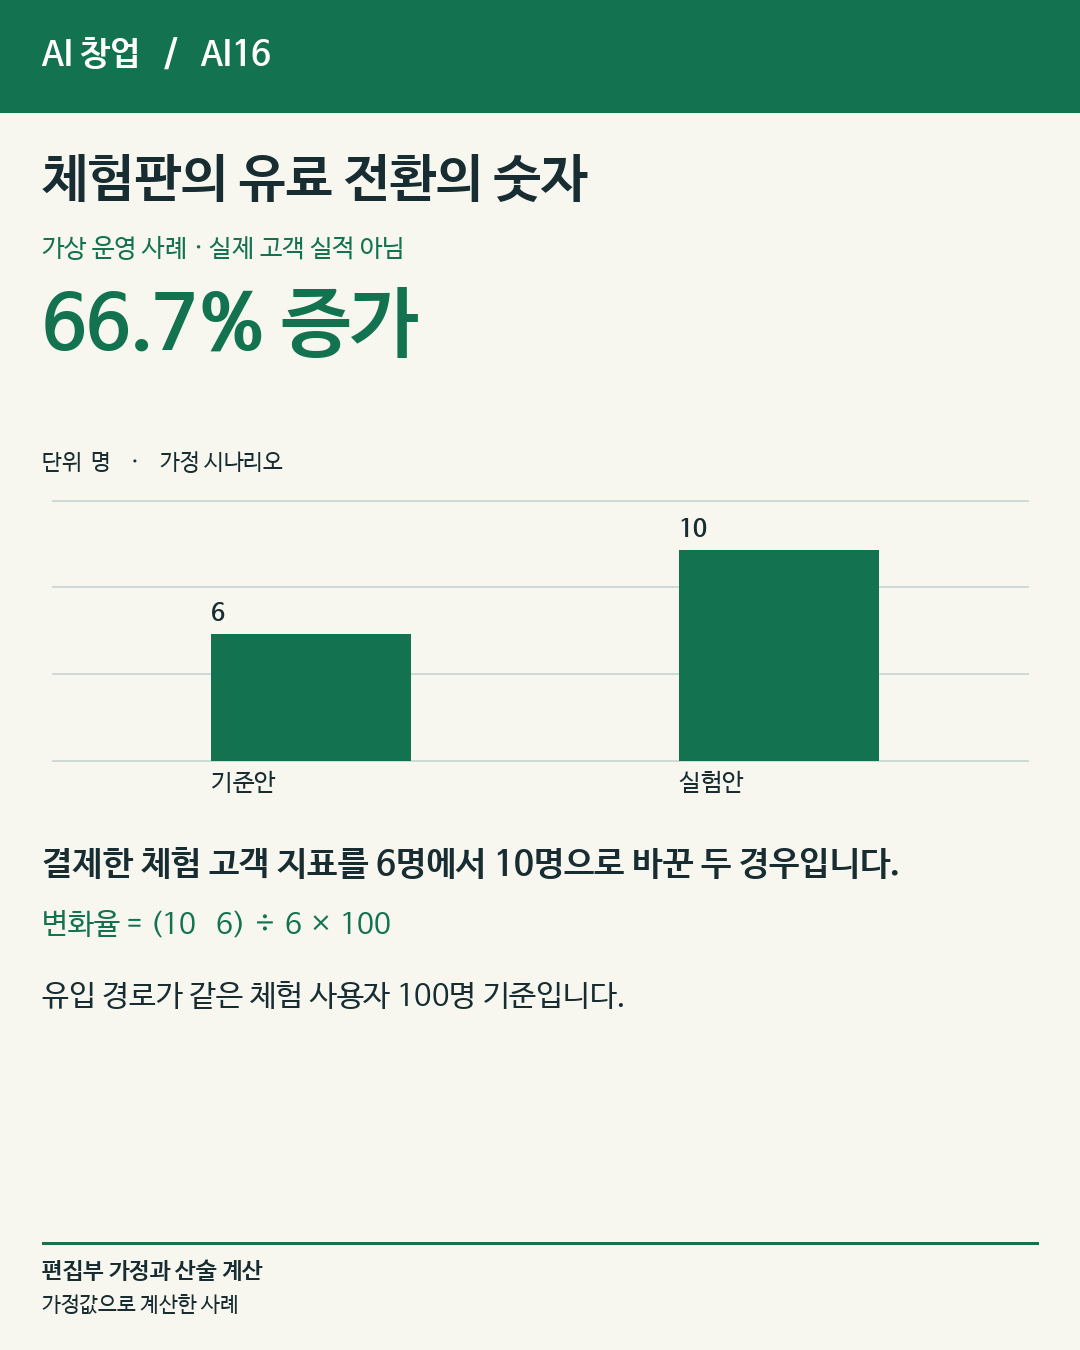 AI 창업 / AI16
체험판의 유료 전환의 숫자
가상 운영 사례 · 실제 고객 실적 아님
66.7% 증가
단위 명 · 가정 시나리오
6
10
기준안
실험안
결제한 체험 고객 지표를 6명에서 10명으로 바꾼 두 경우입니다.
변화율 = (10 6) ÷ 6 × 100
유입 경로가 같은 체험 사용자 100명 기준입니다.
편집부 가정과 산술 계산
가정값으로 계산한 사례